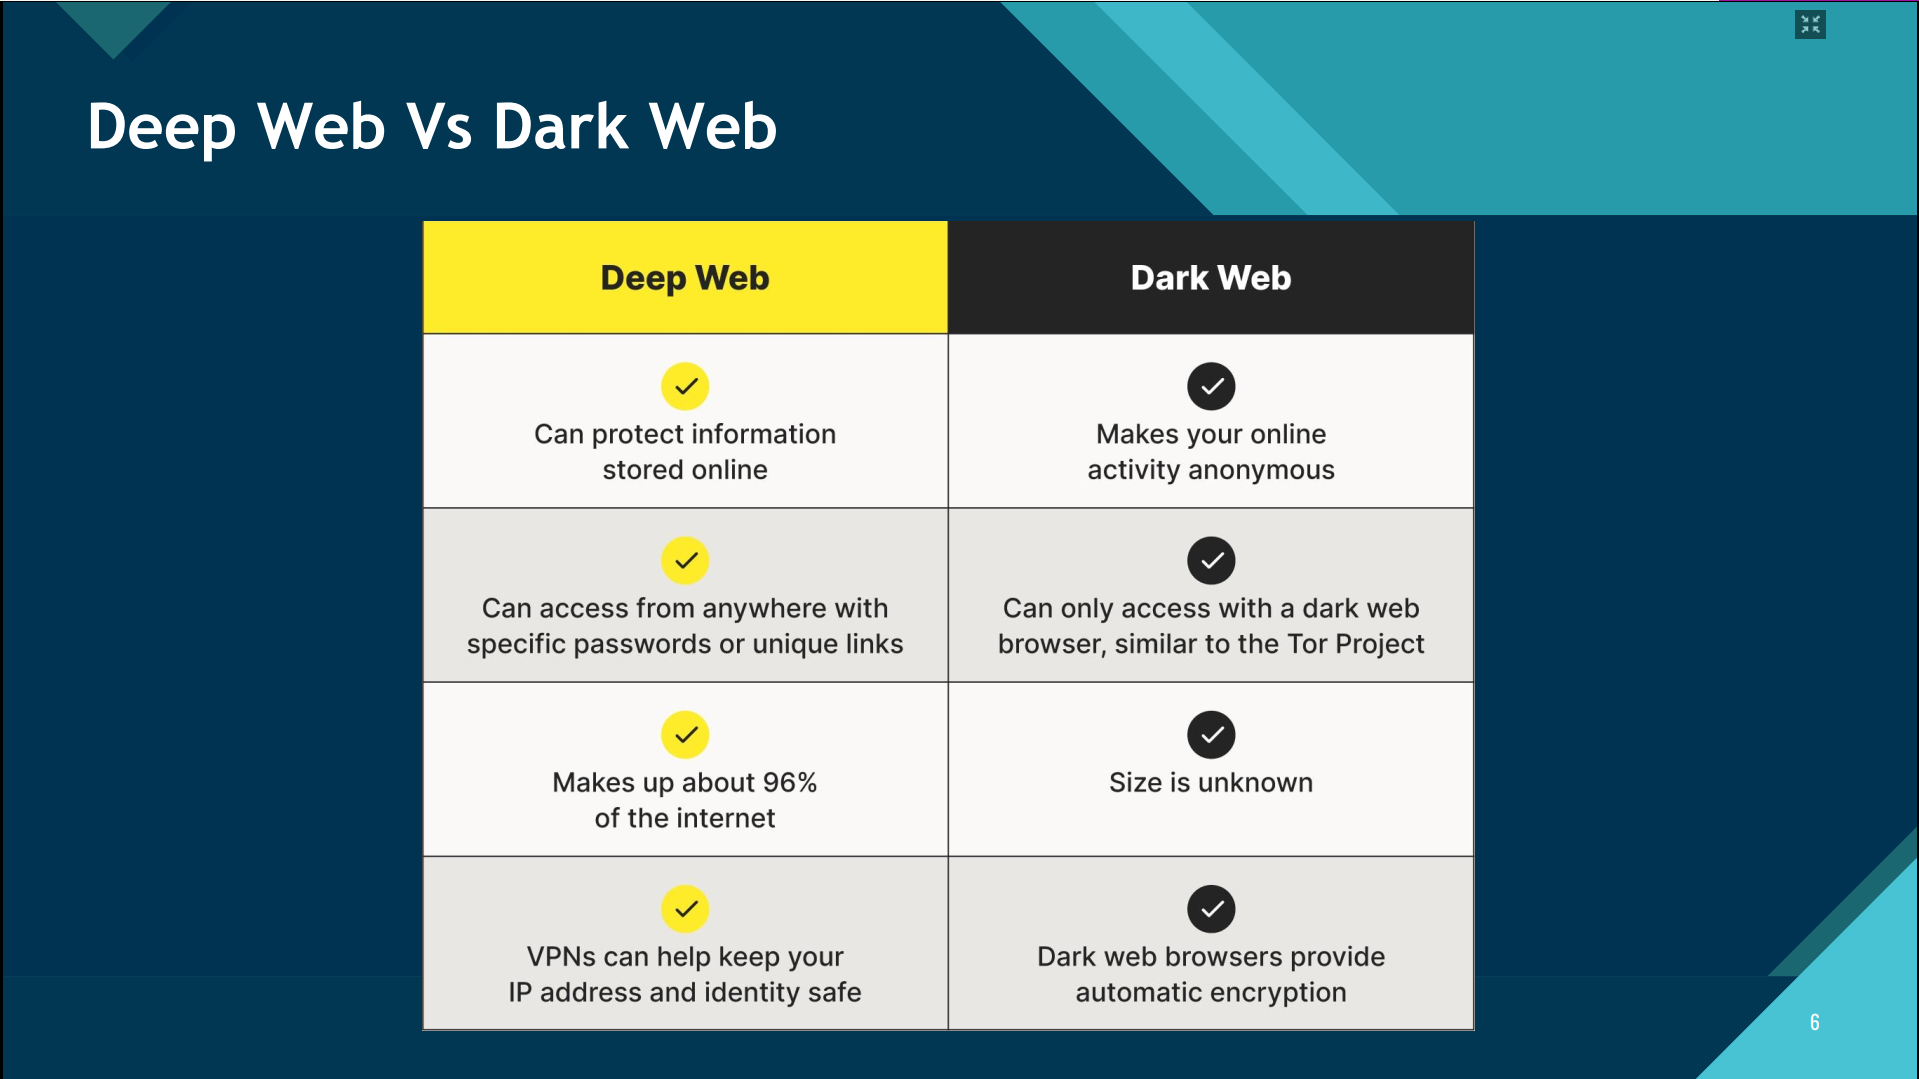 Deep Web Vs Dark Web
Deep Web
Dark Web
Can protect information
stored online
Makes your online
activity anonymous
Can access from anywhere with
specific passwords or unique links
Can only access with a dark web
browser, similar to the Tor Project
Makes up about 96%
of the internet
Size is unknown
VPNs can help keep your
IP address and identity safe
Dark web browsers provide
automatic encryption
6